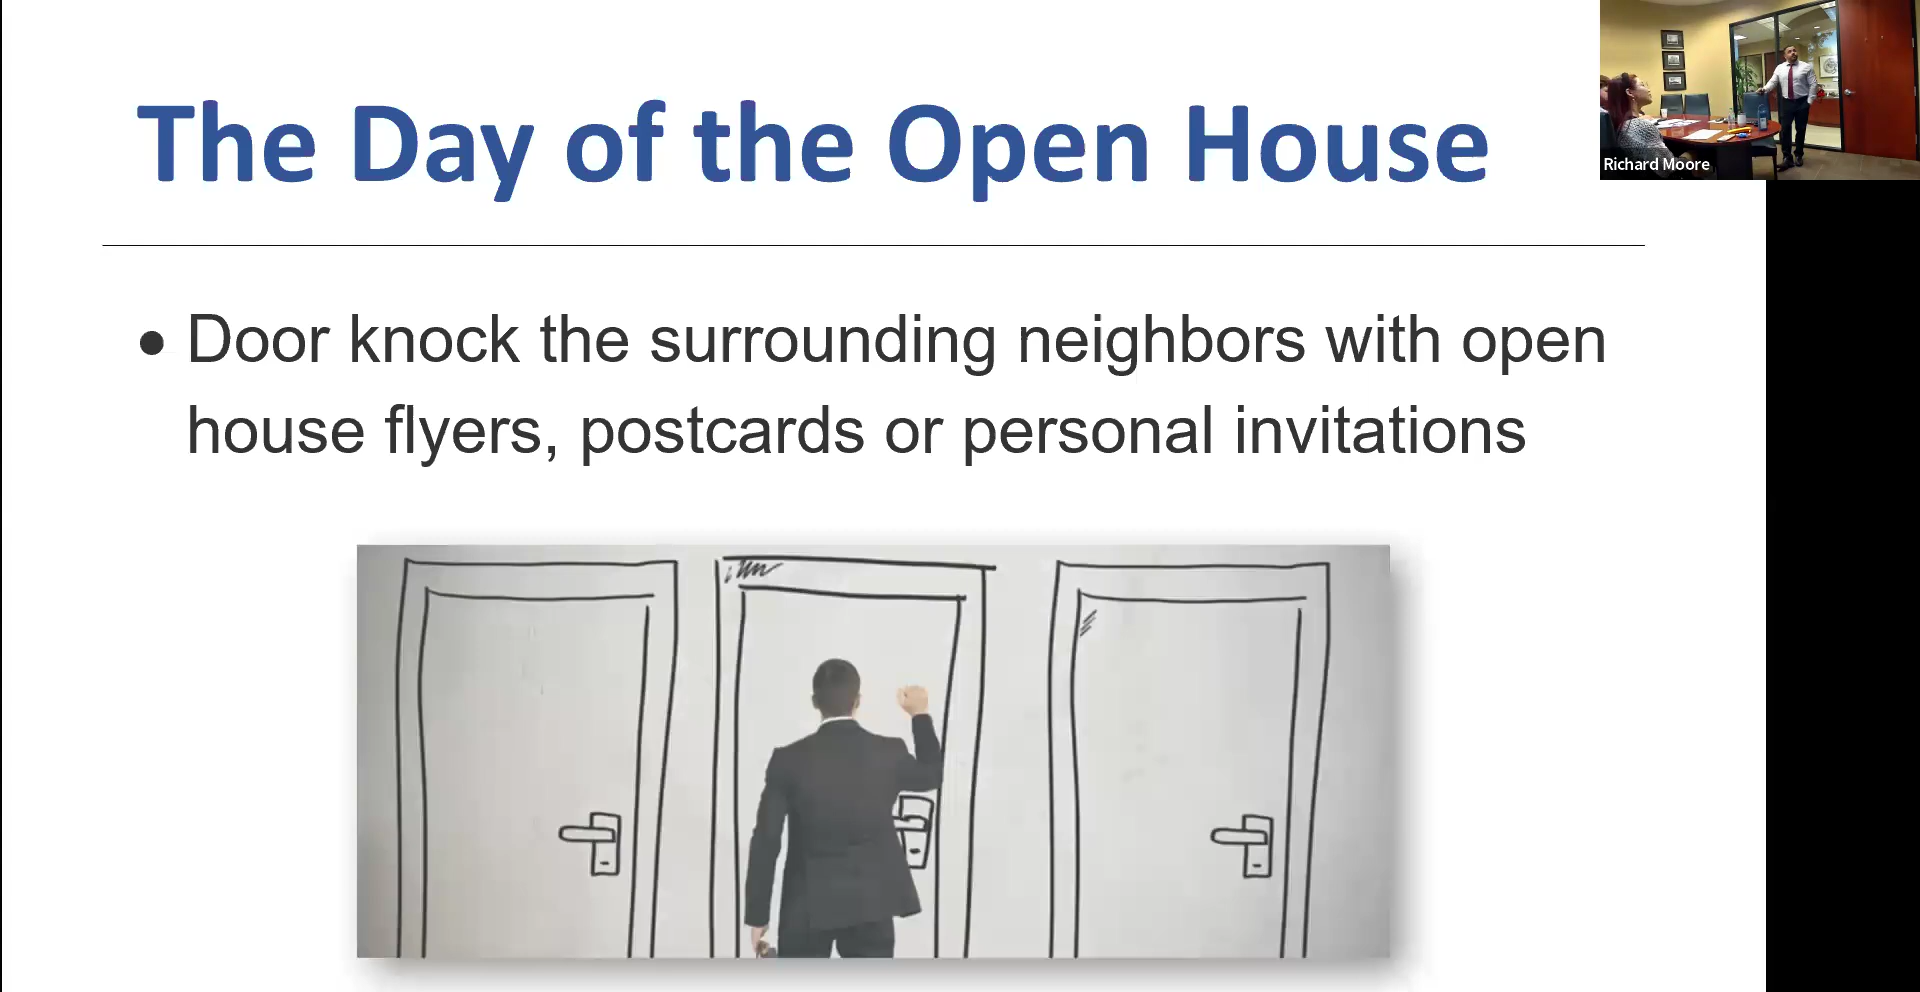 The Day of the Open House
Richard Moore
• Door knock the surrounding neighbors with open
house flyers, postcards or personal invitations